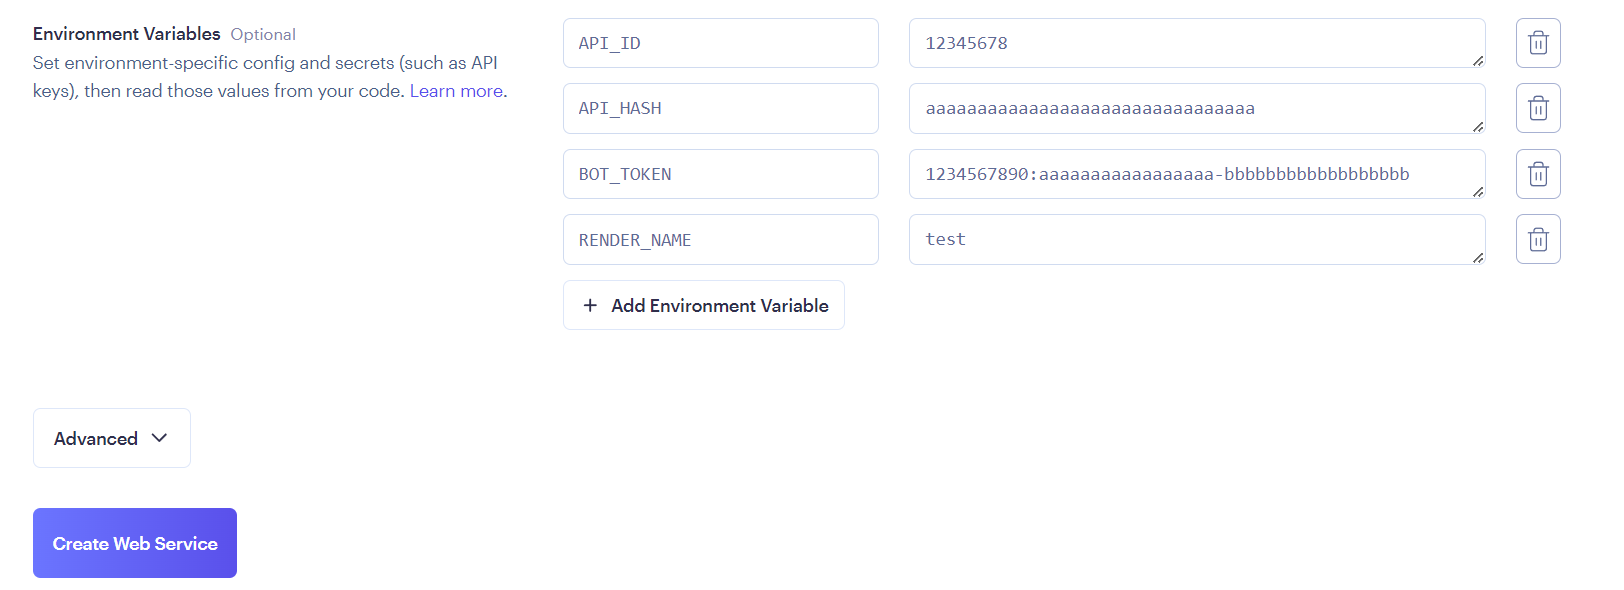 Environment Variables Optional
Set environment-specific config and secrets (such as API
keys), then read those values from your code. Learn more.
API_ID 12345678
API_HASH aaaaaaaaaaaaaaaaaaaaaaaaaaaaaaaa
BOT_TOKEN 1234567890:aaaaaaaaaaaaaaaaa-bbbbbbbbbbbbbbbbbb
RENDER_NAME test
+ Add Environment Variable
Advanced
Create Web Service